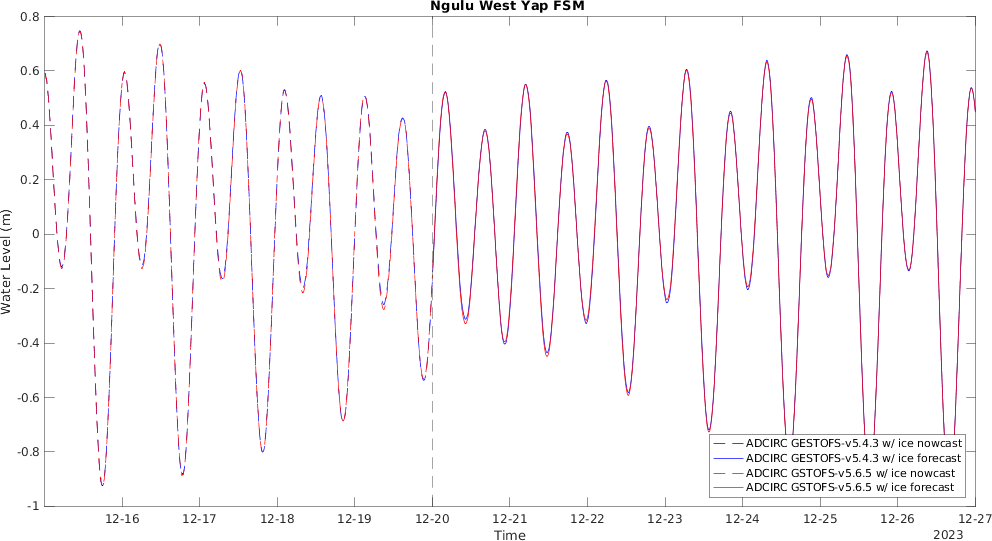 Ngulu West Yap FSM
0.8
0.6
0.4
0.2
0
-0.2
-0.4
-0.6
-0.8
-1
Water Level (m)
ADCIRC GESTOFS-v5.4.3 w/ ice nowcast
ADCIRC GESTOFS-v5.4.3 w/ ice forecast
ADCIRC GSTOFS-v5.6.5 w/ ice nowcast
ADCIRC GSTOFS-v5.6.5 w/ ice forecast
12-16 12-17 12-18 12-19 12-20 12-21 12-22 12-23 12-24 12-25 12-26 12-27
Time
2023